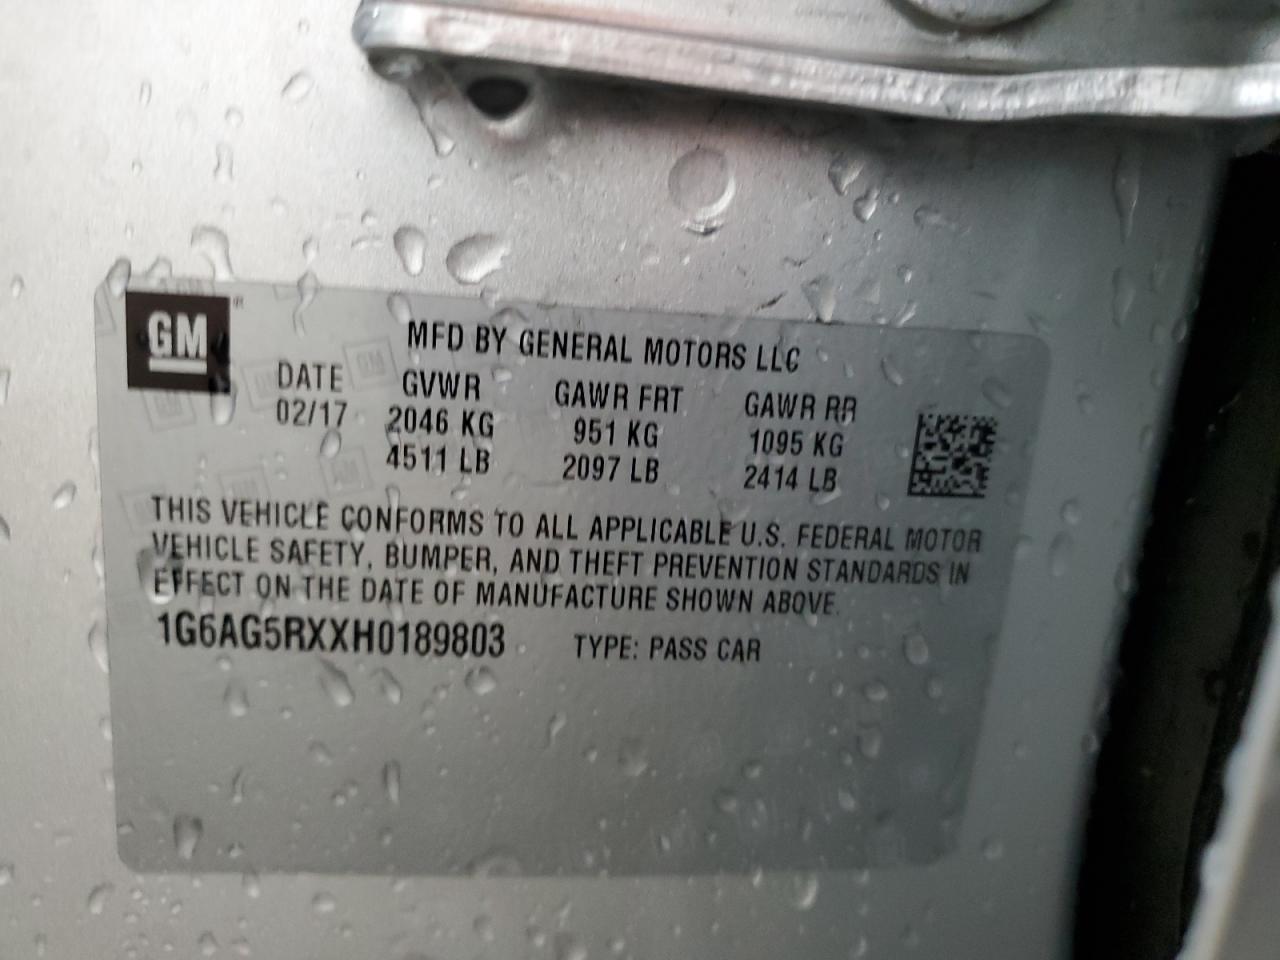 GM ®
MFD BY GENERAL MOTORS LLC
DATE GVWR GAWR FRT GAWR RR
02/17 2046 KG 951 KG 1095 KG
4511 LB 2097 LB 2414 LB
THIS VEHICLE CONFORMS TO ALL APPLICABLE U.S. FEDERAL MOTOR
VEHICLE SAFETY, BUMPER, AND THEFT PREVENTION STANDARDS IN
EFFECT ON THE DATE OF MANUFACTURE SHOWN ABOVE.
1G6AG5RXXH0189803 TYPE: PASS CAR